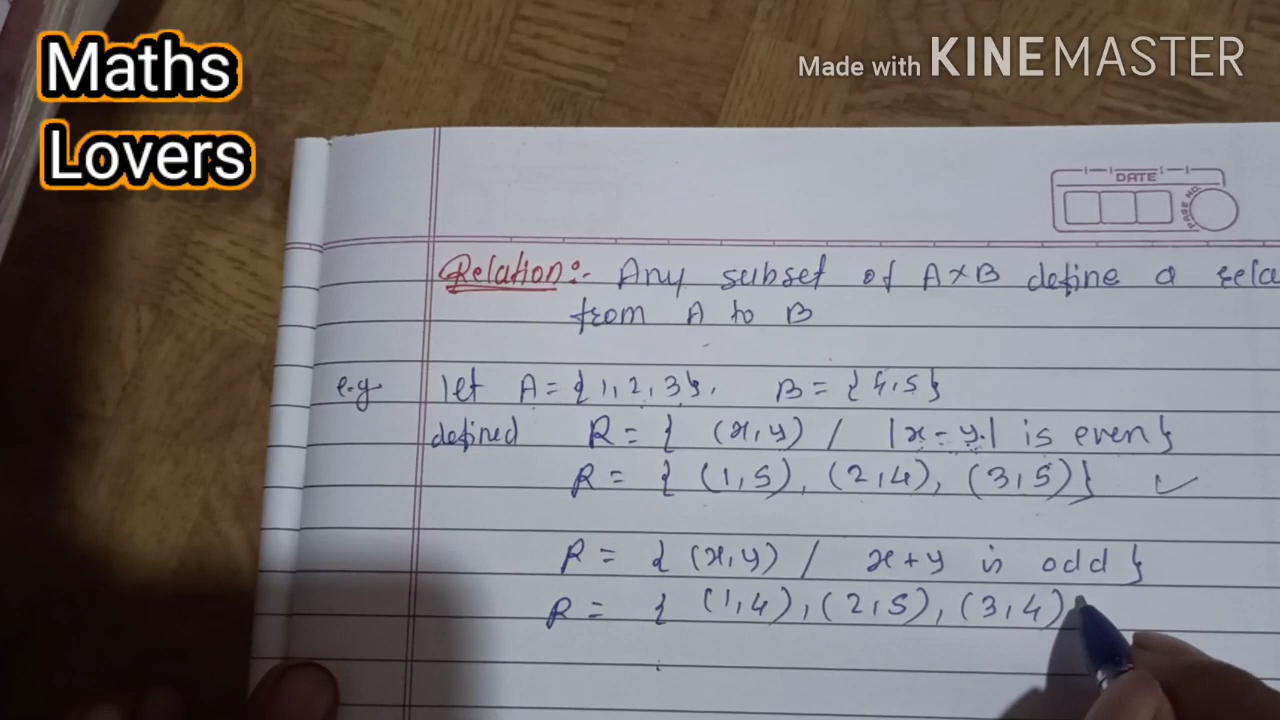 Maths
Lovers
Made with KINEMASTER
DATE
PAGE NO.
Relation:- Any subset of A×B define a rela
from A to B
e.g let A = { 1, 2, 3 }, B = { 4, 5 }
defined R = { (x, y) / |x - y| is even }
R = { (1, 5), (2, 4), (3, 5) } ✓
R = { (x, y) / x + y is odd }
R = { (1, 4), (2, 5), (3, 4)